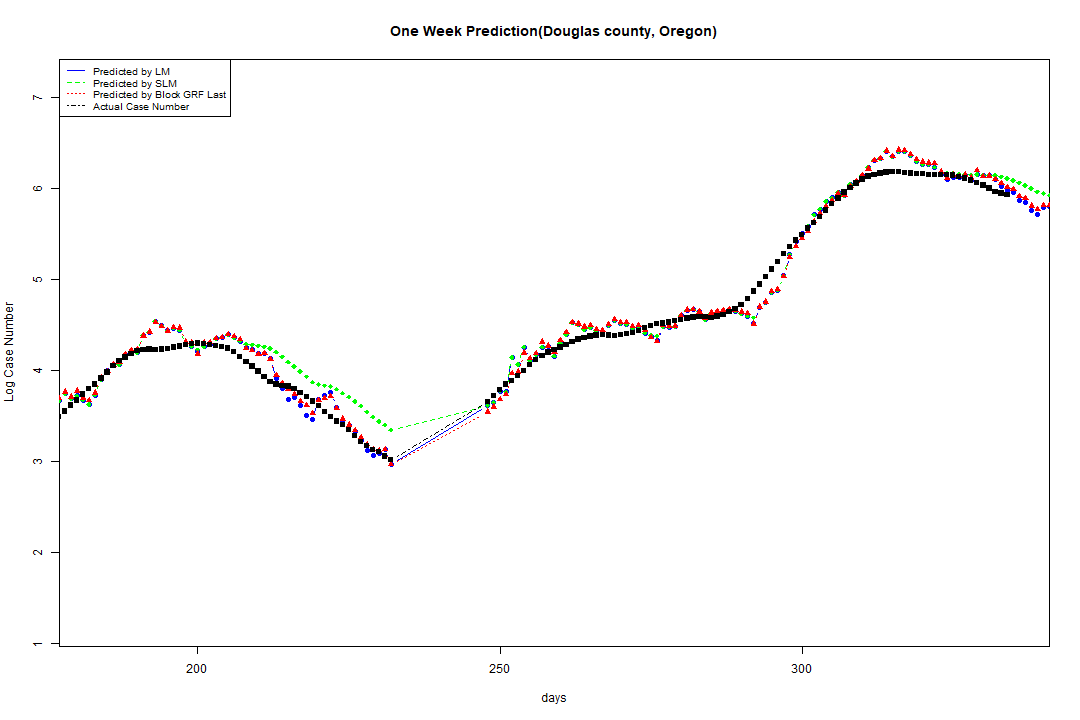 One Week Prediction(Douglas county, Oregon)
Predicted by LM
Predicted by SLM
Predicted by Block GRF Last
Actual Case Number
7
6
5
4
3
2
1
Log Case Number
200
250
300
days